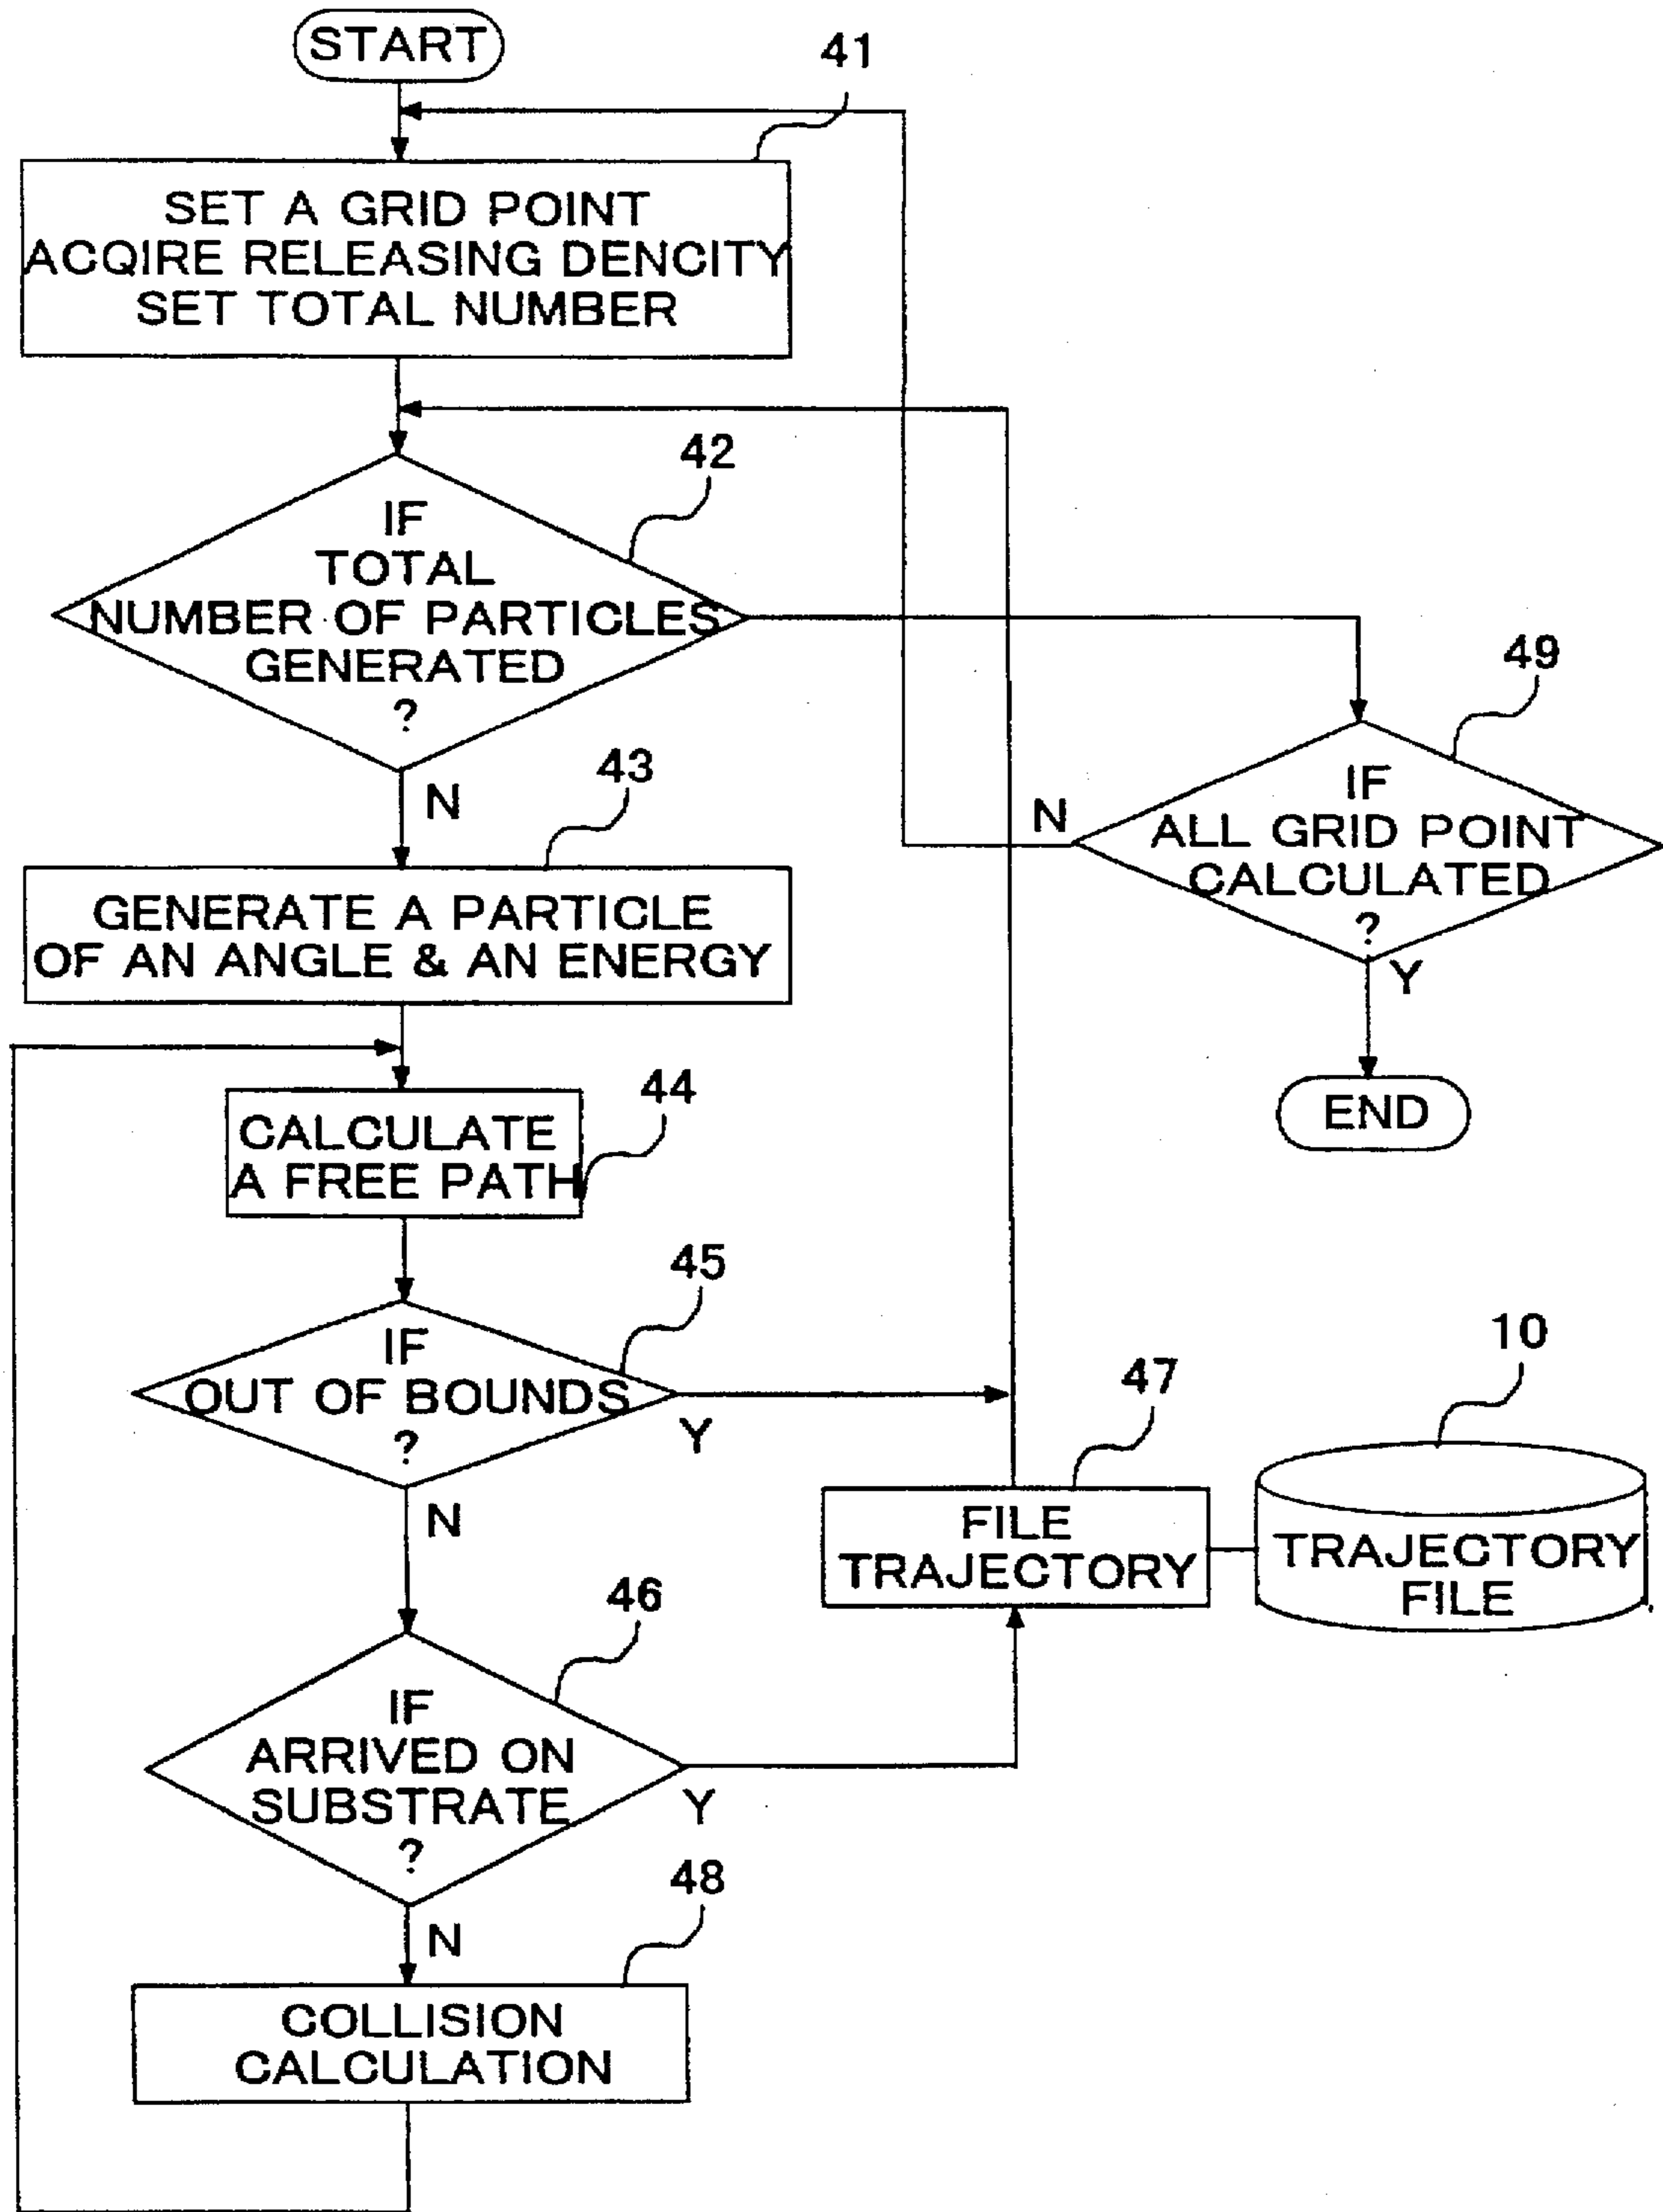 START
41
SET A GRID POINT
ACQIRE RELEASING DENCITY
SET TOTAL NUMBER
42
IF
TOTAL
NUMBER OF PARTICLES
GENERATED
?
N
49
IF
ALL GRID POINT
CALCULATED
?
N
Y
END
43
GENERATE A PARTICLE
OF AN ANGLE & AN ENERGY
44
CALCULATE
A FREE PATH
45
IF
OUT OF BOUNDS
?
Y
N
47
FILE
TRAJECTORY
10
TRAJECTORY
FILE
46
IF
ARRIVED ON
SUBSTRATE
?
Y
N
48
COLLISION
CALCULATION